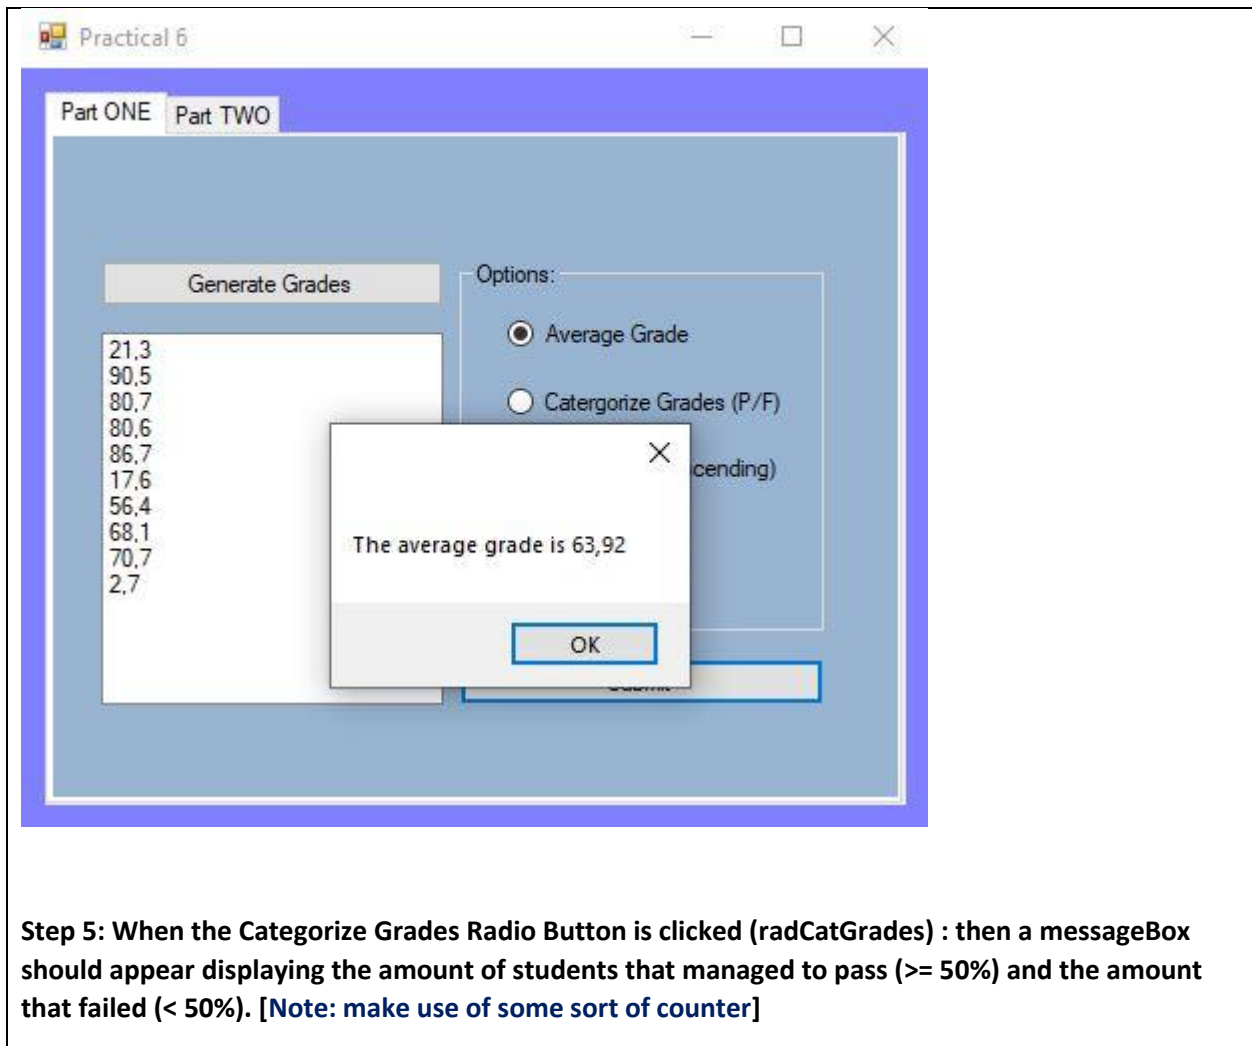 Practical 6
Part ONE Part TWO
Generate Grades
Options:
Average Grade
Catergorize Grades (P/F)
cending)
21,3
90,5
80,7
80,6
86,7
17,6
56,4
68,1
70,7
2,7
The average grade is 63,92
OK
Step 5: When the Categorize Grades Radio Button is clicked (radCatGrades) : then a messageBox
should appear displaying the amount of students that managed to pass (>= 50%) and the amount
that failed (< 50%). [Note: make use of some sort of counter]